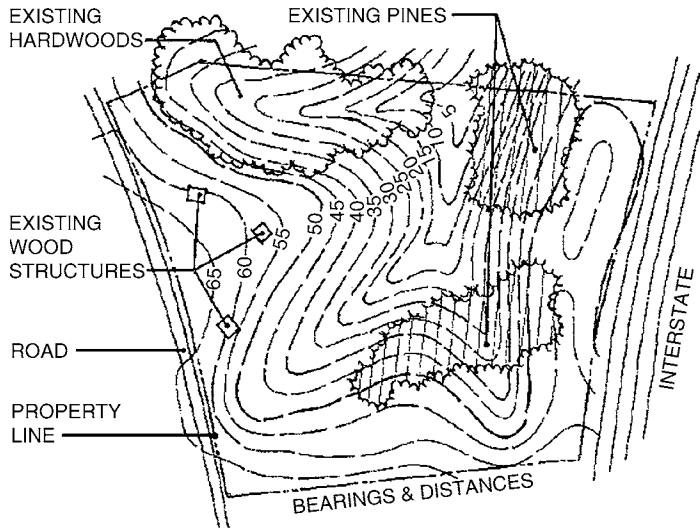 EXISTING
HARDWOODS
EXISTING PINES
5
10
15
20
25
30
35
40
45
50
55
60
65
EXISTING
WOOD
STRUCTURES
ROAD
PROPERTY
LINE
INTERSTATE
BEARINGS & DISTANCES